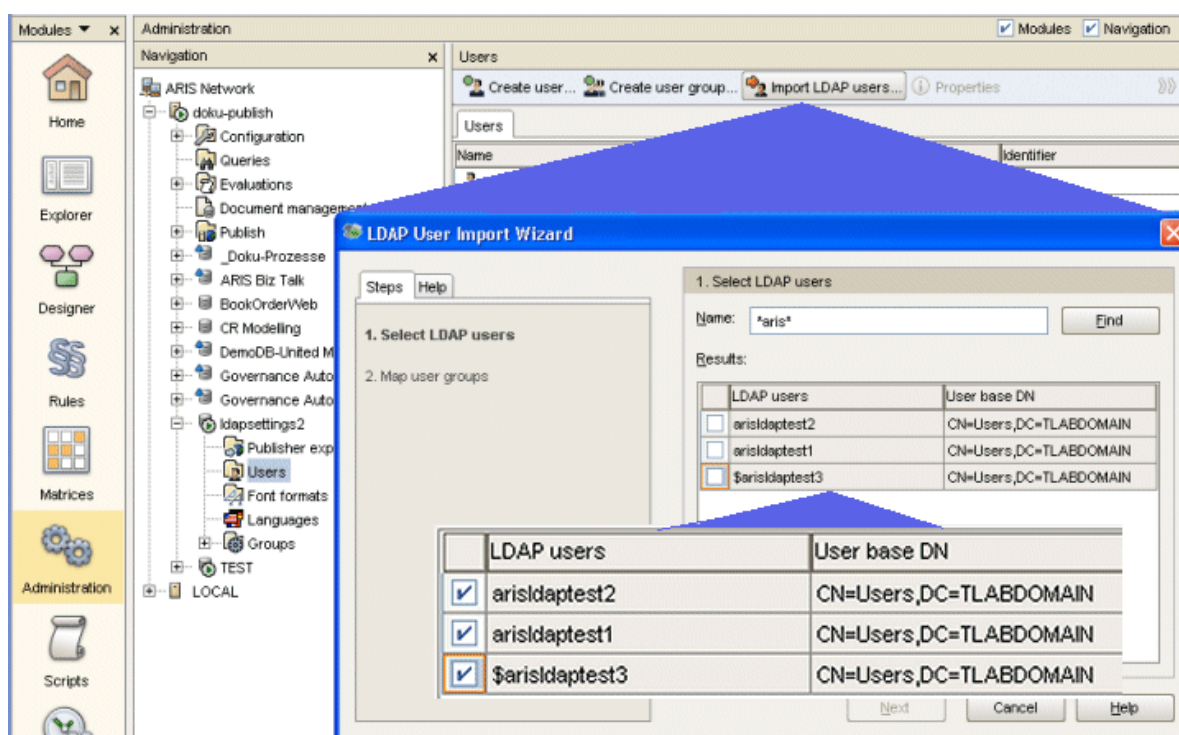 Modules
Administration
Modules
Navigation
Home
Explorer
Designer
Rules
Matrices
Administration
Scripts
Navigation
ARIS Network
doku-publish
Configuration
Queries
Evaluations
Document management
Publish
_Doku-Prozesse
ARIS Biz Talk
BookOrderWeb
CR Modelling
DemoDB-United M
Governance Auto
Governance Auto
ldapsettings2
Publisher exp
Users
Font formats
Languages
Groups
TEST
LOCAL
Users
Create user... Create user group... Import LDAP users... Properties
Users
Name Identifier
LDAP User Import Wizard
Steps Help
1. Select LDAP users
2. Map user groups
1. Select LDAP users
Name: *aris* Find
Results:
LDAP users User base DN
arisldaptest2 CN=Users,DC=TLABDOMAIN
arisldaptest1 CN=Users,DC=TLABDOMAIN
$arisldaptest3 CN=Users,DC=TLABDOMAIN
LDAP users User base DN
arisldaptest2 CN=Users,DC=TLABDOMAIN
arisldaptest1 CN=Users,DC=TLABDOMAIN
$arisldaptest3 CN=Users,DC=TLABDOMAIN
Next Cancel Help